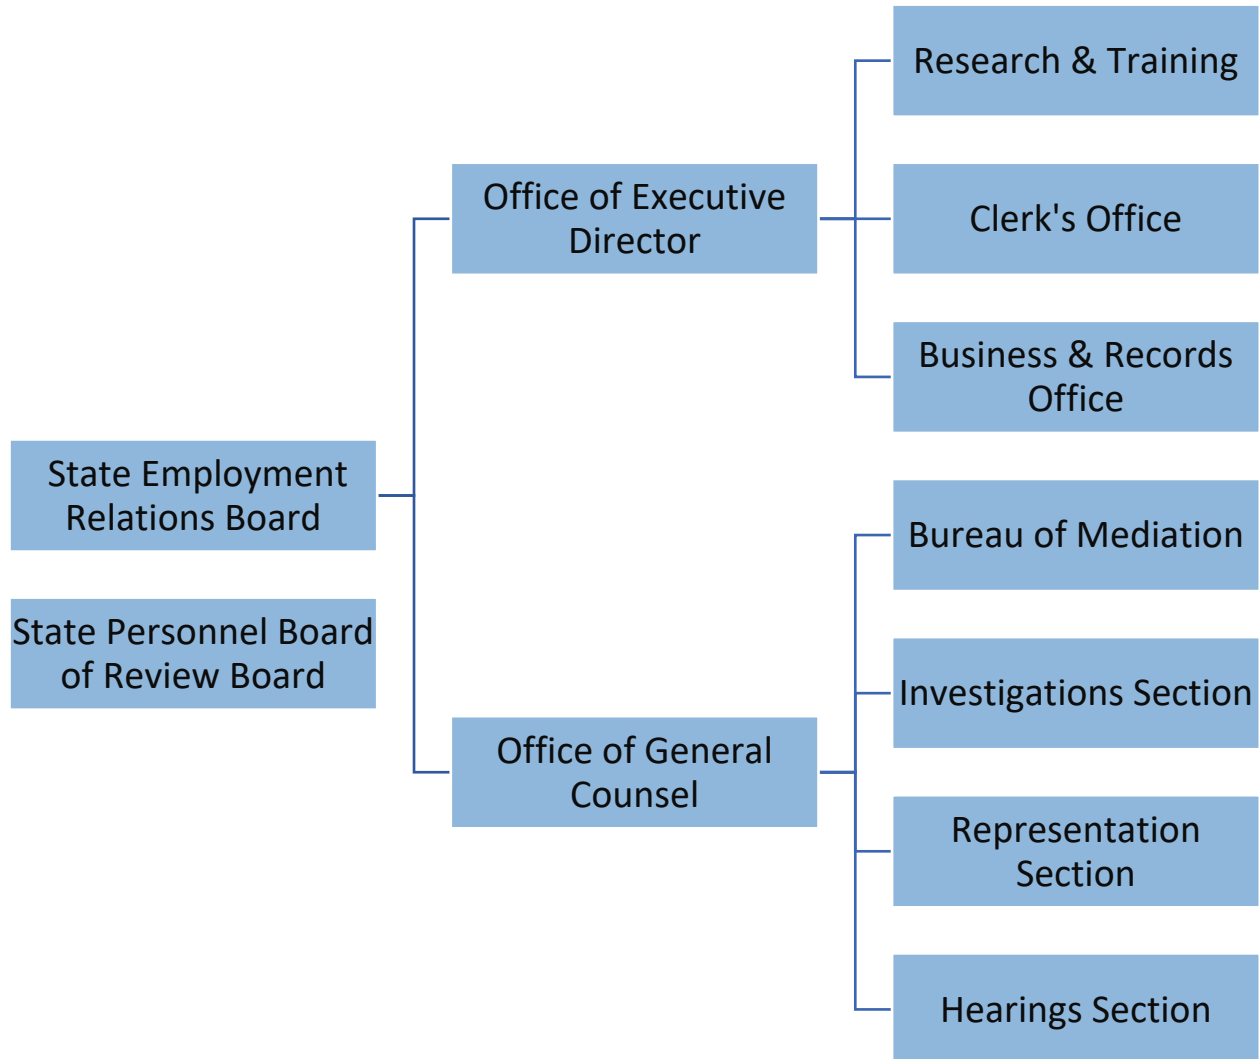 State Employment
Relations Board
State Personnel Board
of Review Board
Office of Executive
Director
Office of General
Counsel
Research & Training
Clerk's Office
Business & Records
Office
Bureau of Mediation
Investigations Section
Representation
Section
Hearings Section